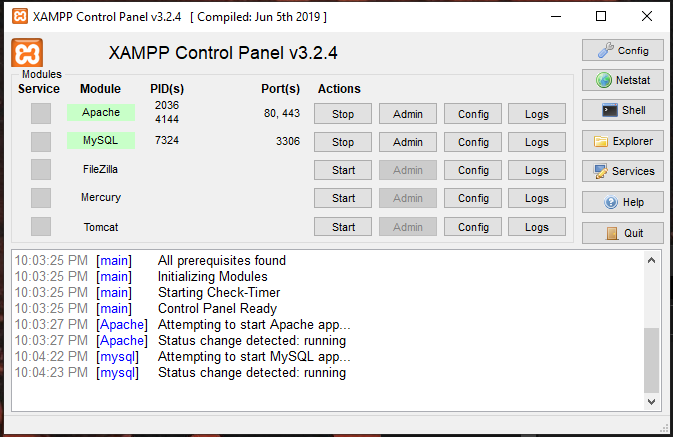 XAMPP Control Panel v3.2.4 [ Compiled: Jun 5th 2019 ]
XAMPP Control Panel v3.2.4
Config
Modules
Service Module PID(s) Port(s) Actions
Netstat
Apache 2036 4144 80, 443 Stop Admin Config Logs
Shell
MySQL 7324 3306 Stop Admin Config Logs
Explorer
FileZilla Start Admin Config Logs
Services
Mercury Start Admin Config Logs
Help
Tomcat Start Admin Config Logs
Quit
10:03:25 PM [main] All prerequisites found
10:03:25 PM [main] Initializing Modules
10:03:25 PM [main] Starting Check-Timer
10:03:25 PM [main] Control Panel Ready
10:03:27 PM [Apache] Attempting to start Apache app...
10:03:27 PM [Apache] Status change detected: running
10:04:22 PM [mysql] Attempting to start MySQL app...
10:04:23 PM [mysql] Status change detected: running